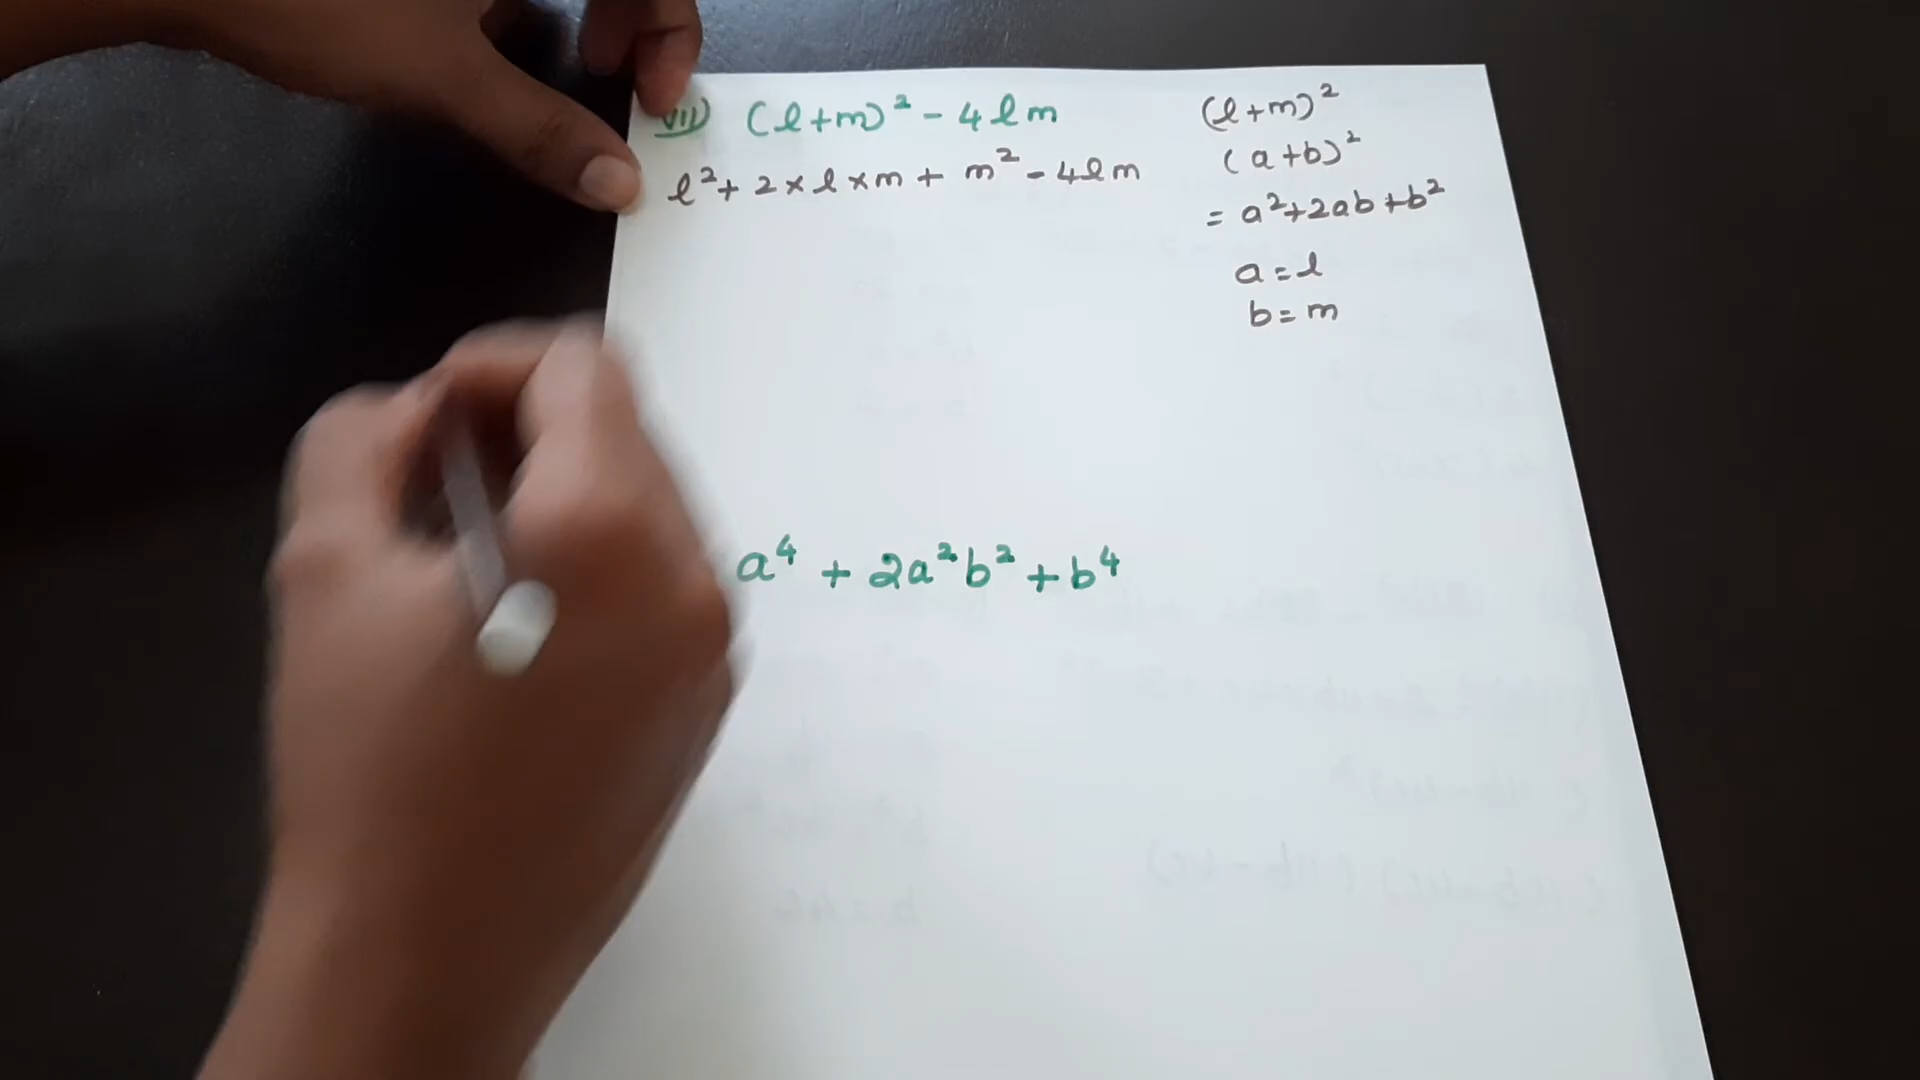 VII) (l+m)² - 4lm
l² + 2×l×m + m² - 4lm
(l+m)²
(a+b)²
= a²+2ab+b²
a = l
b = m
a⁴ + 2a²b² + b⁴